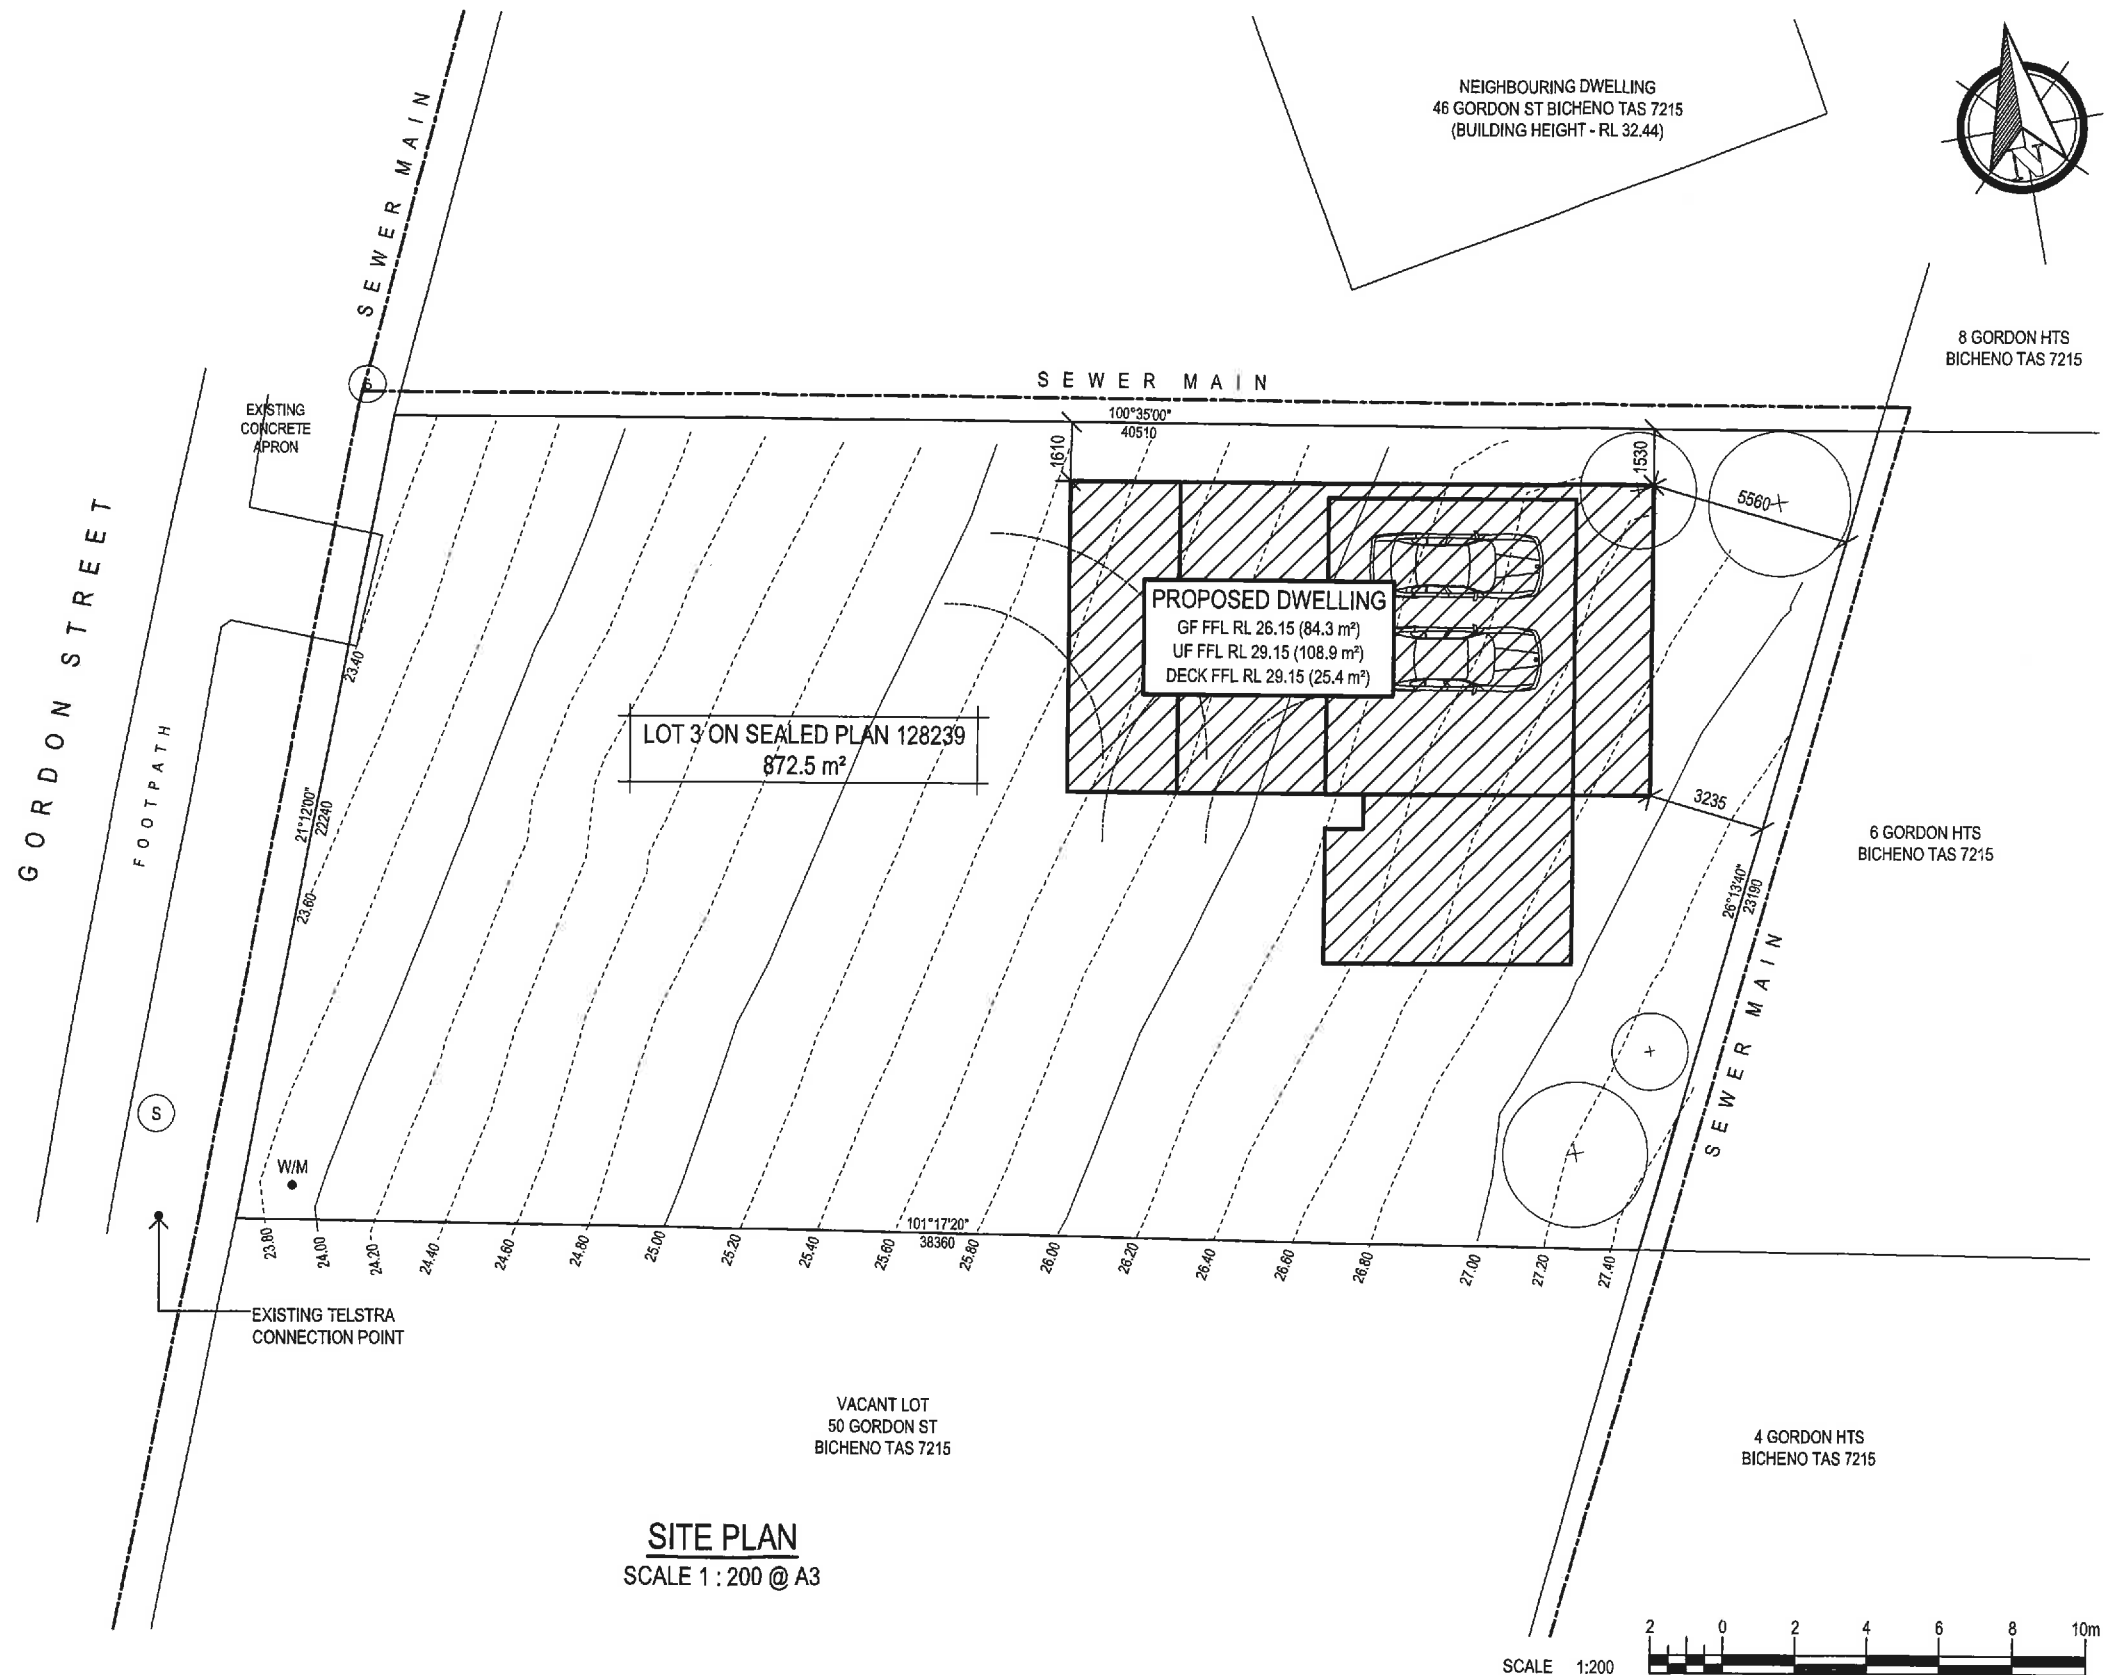 NEIGHBOURING DWELLING
46 GORDON ST BICHENO TAS 7215
(BUILDING HEIGHT - RL 32.44)
N
SEWER MAIN
8 GORDON HTS
BICHENO TAS 7215
SEWER MAIN
S
EXISTING
CONCRETE
APRON
100°35'00"
40510
1610
1530
5560
GORDON STREET
FOOTPATH
PROPOSED DWELLING
GF FFL RL 26.15 (84.3 m²)
UF FFL RL 29.15 (108.9 m²)
DECK FFL RL 29.15 (25.4 m²)
23.40
LOT 3 ON SEALED PLAN 128239
872.5 m²
21°12'00"
22240
3235
6 GORDON HTS
BICHENO TAS 7215
23.60
26°13'40"
23190
SEWER MAIN
S
W/M
101°17'20"
38360
23.80
24.00
24.20
24.40
24.60
24.80
25.00
25.20
25.40
25.60
25.80
26.00
26.20
26.40
26.60
26.80
27.00
27.20
27.40
EXISTING TELSTRA
CONNECTION POINT
VACANT LOT
50 GORDON ST
BICHENO TAS 7215
4 GORDON HTS
BICHENO TAS 7215
SITE PLAN
SCALE 1 : 200 @ A3
2 0 2 4 6 8 10m
SCALE 1:200